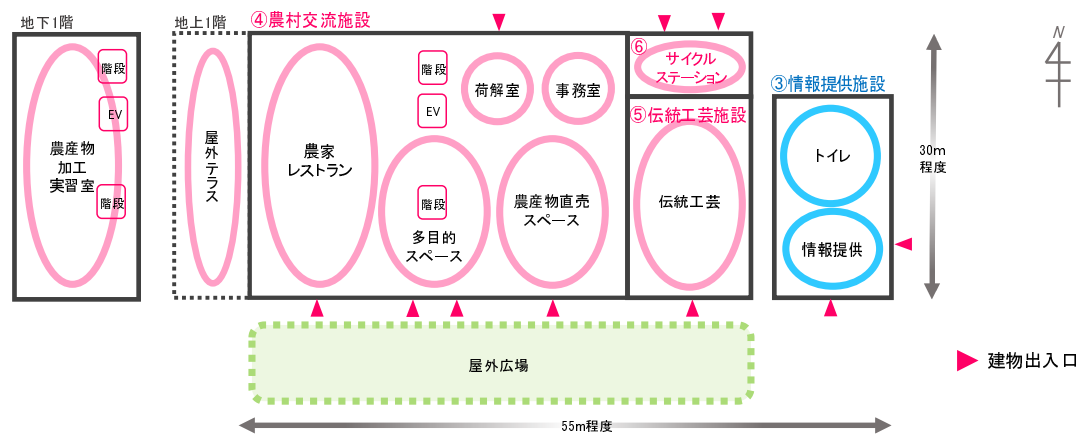 地下1階
階段
EV
農産物
加工
実習室
階段
地上1階
屋外テラス
④農村交流施設
農家
レストラン
階段
EV
階段
多目的
スペース
荷解室
事務室
農産物直売
スペース
⑥
サイクル
ステーション
⑤伝統工芸施設
伝統工芸
③情報提供施設
トイレ
情報提供
30m
程度
N
屋外広場
建物出入口
55m程度